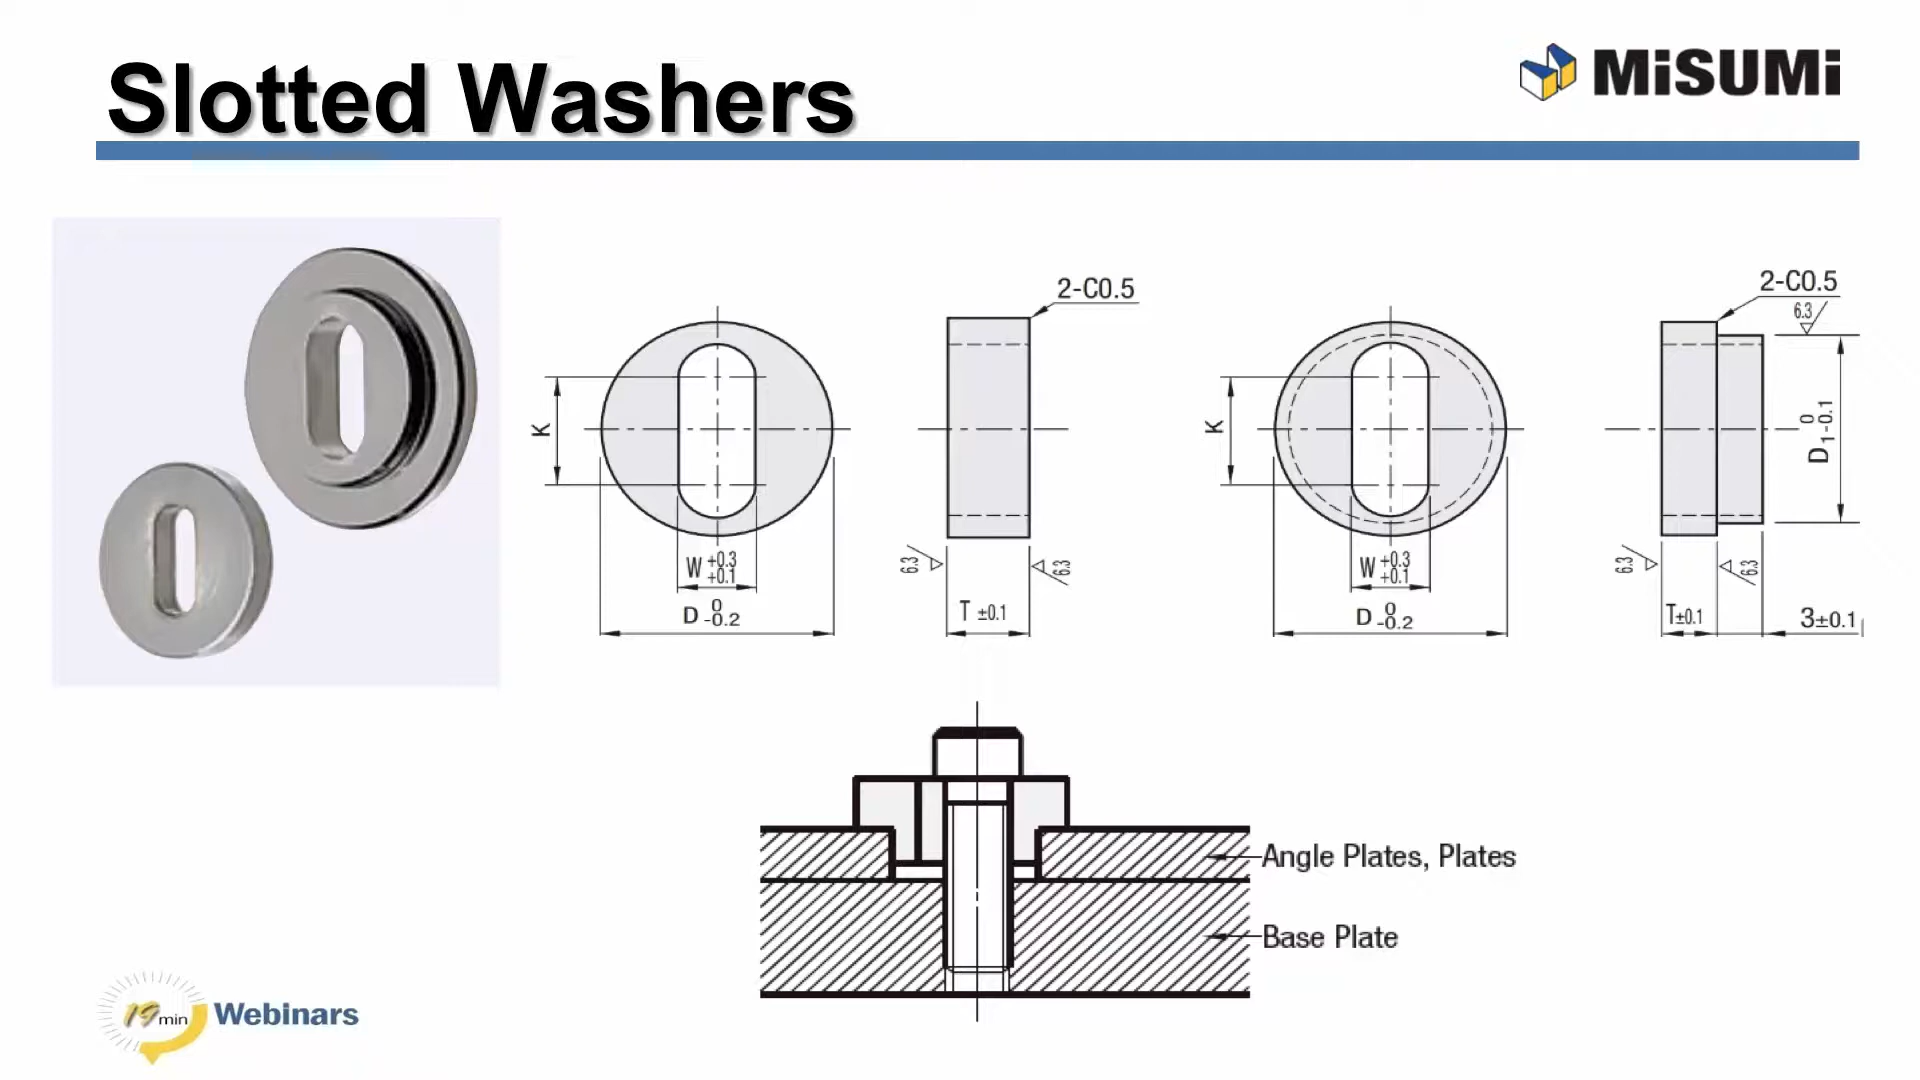 Slotted Washers
MiSUMi
2-C0.5
K
W +0.3 +0.1
D 0 -0.2
6.3
6.3
T ±0.1
2-C0.5
6.3
K
D1 0 -0.1
W +0.3 +0.1
D 0 -0.2
6.3
6.3
T±0.1
3±0.1
Angle Plates, Plates
Base Plate
19 min Webinars